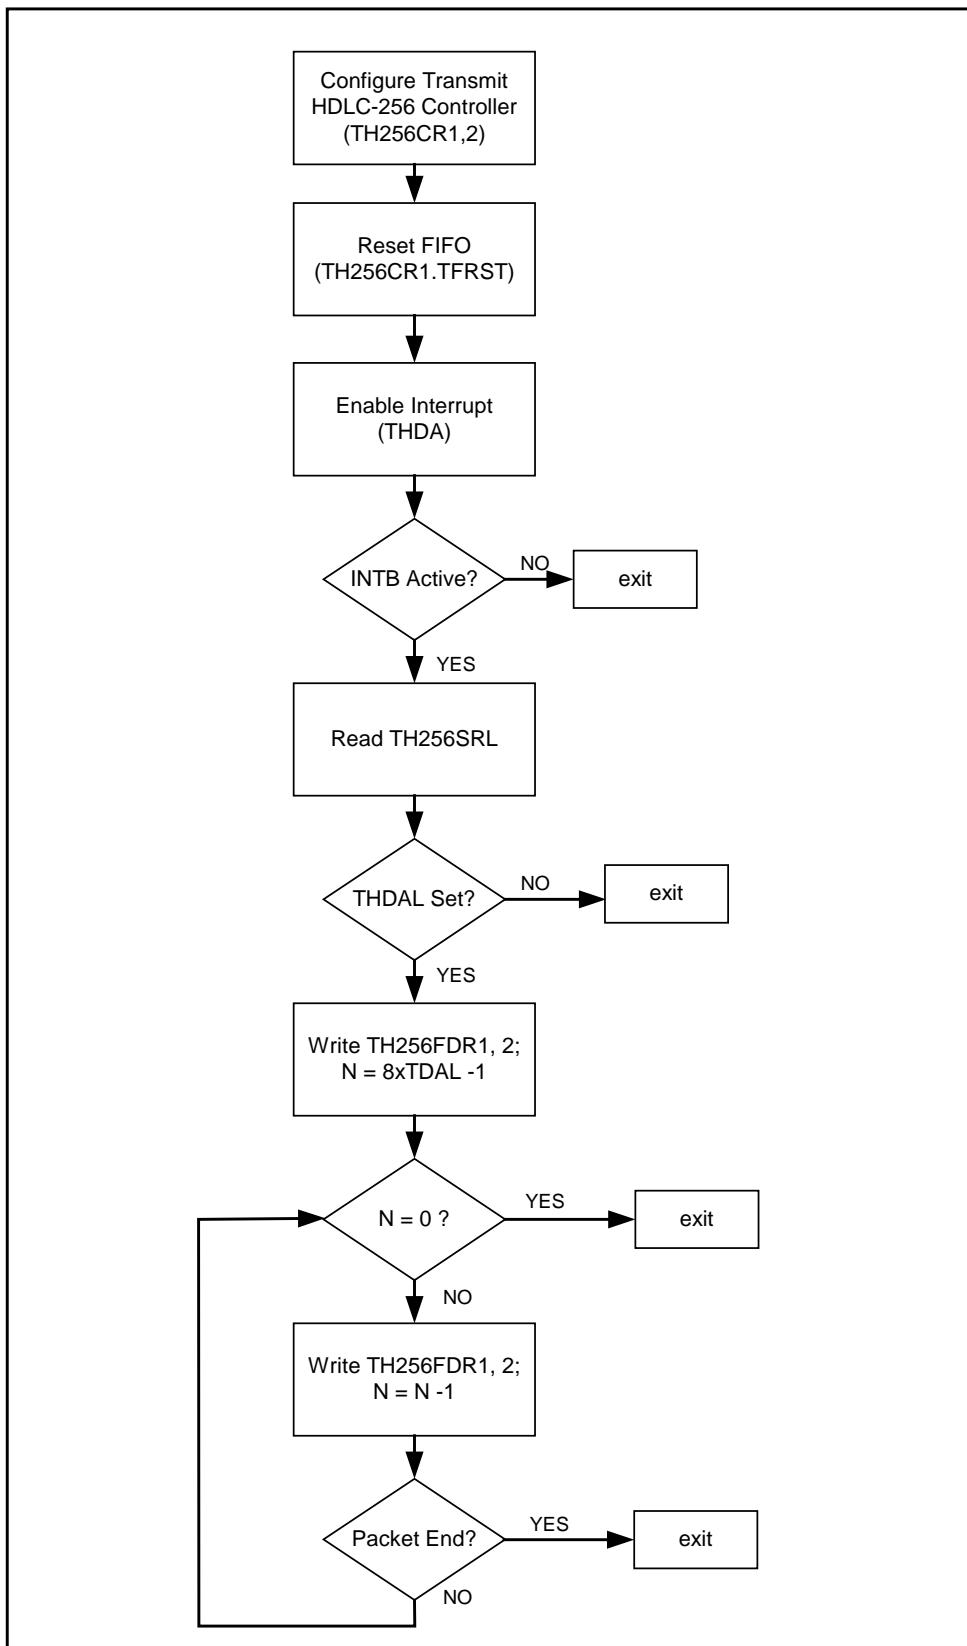 Configure Transmit
HDLC-256 Controller
(TH256CR1,2)
Reset FIFO
(TH256CR1.TFRST)
Enable Interrupt
(THDA)
INTB Active?
NO
exit
YES
Read TH256SRL
THDAL Set?
NO
exit
YES
Write TH256FDR1, 2;
N = 8xTDAL -1
N = 0 ?
YES
exit
NO
Write TH256FDR1, 2;
N = N -1
Packet End?
YES
exit
NO